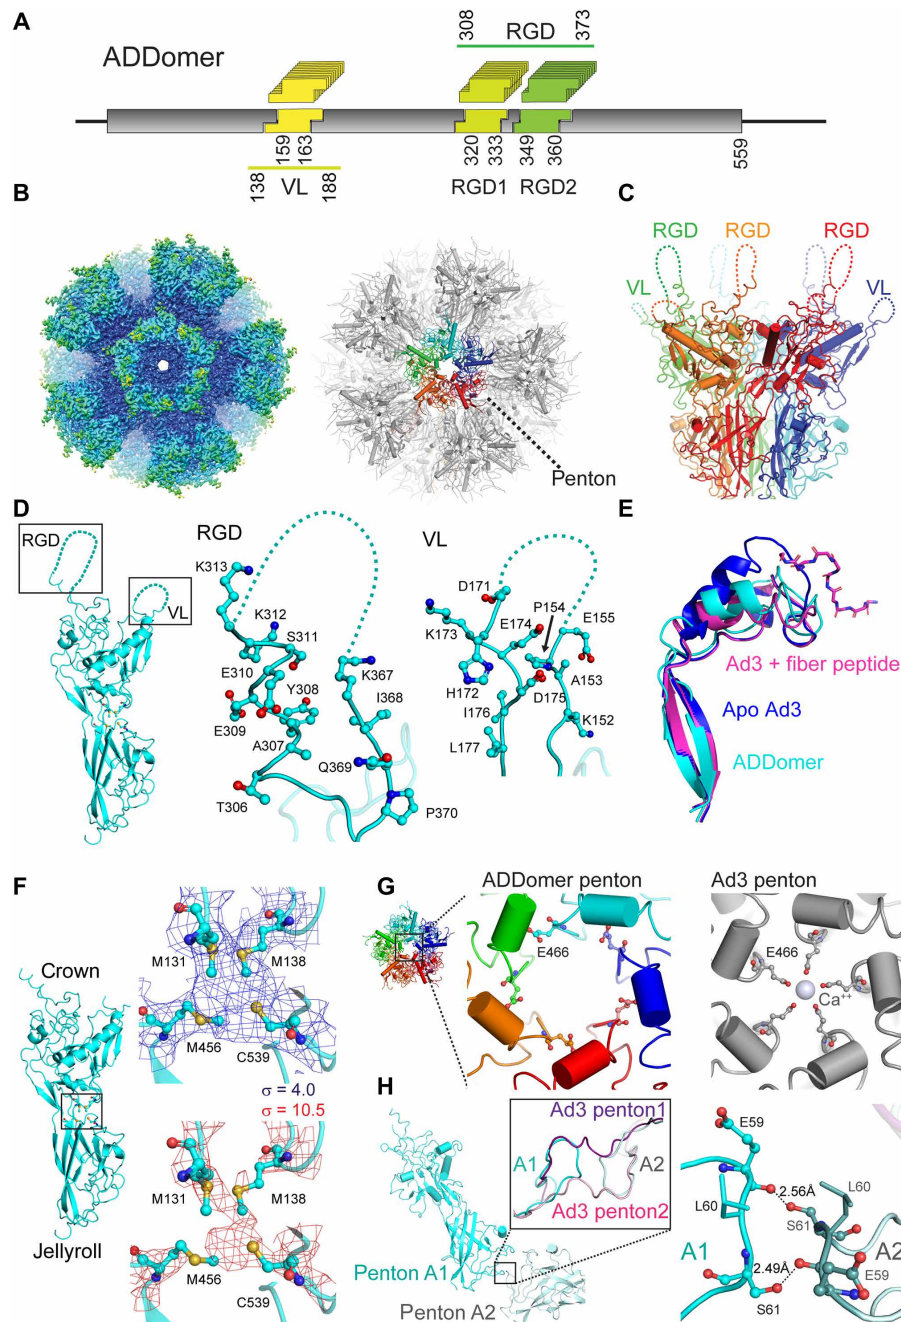 A
ADDomer
308
RGD
373
159
163
320
333
349
360
559
138
VL
188
RGD1
RGD2
B
Penton
C
RGD
RGD
RGD
VL
VL
D
RGD
VL
RGD
K313
K312
S311
E310
Y308
E309
A307
T306
K367
I368
Q369
P370
VL
D171
P154
E155
E174
K173
H172
A153
D175
I176
K152
L177
E
Ad3 + fiber peptide
Apo Ad3
ADDomer
F
Crown
Jellyroll
M131
M138
M456
C539
σ = 4.0
σ = 10.5
M131
M138
M456
C539
G
ADDomer penton
E466
Ad3 penton
E466
Ca++
H
Ad3 penton1
A1
A2
Ad3 penton2
Penton A1
Penton A2
E59
L60
2.56Å
L60
S61
A1
A2
2.49Å
E59
S61